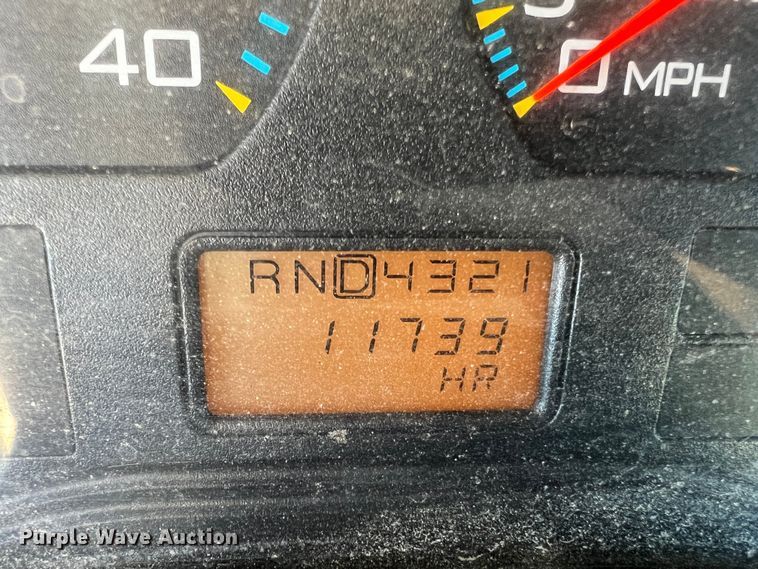 40
0 MPH
RND4321
11739
HR
Purple Wave Auction